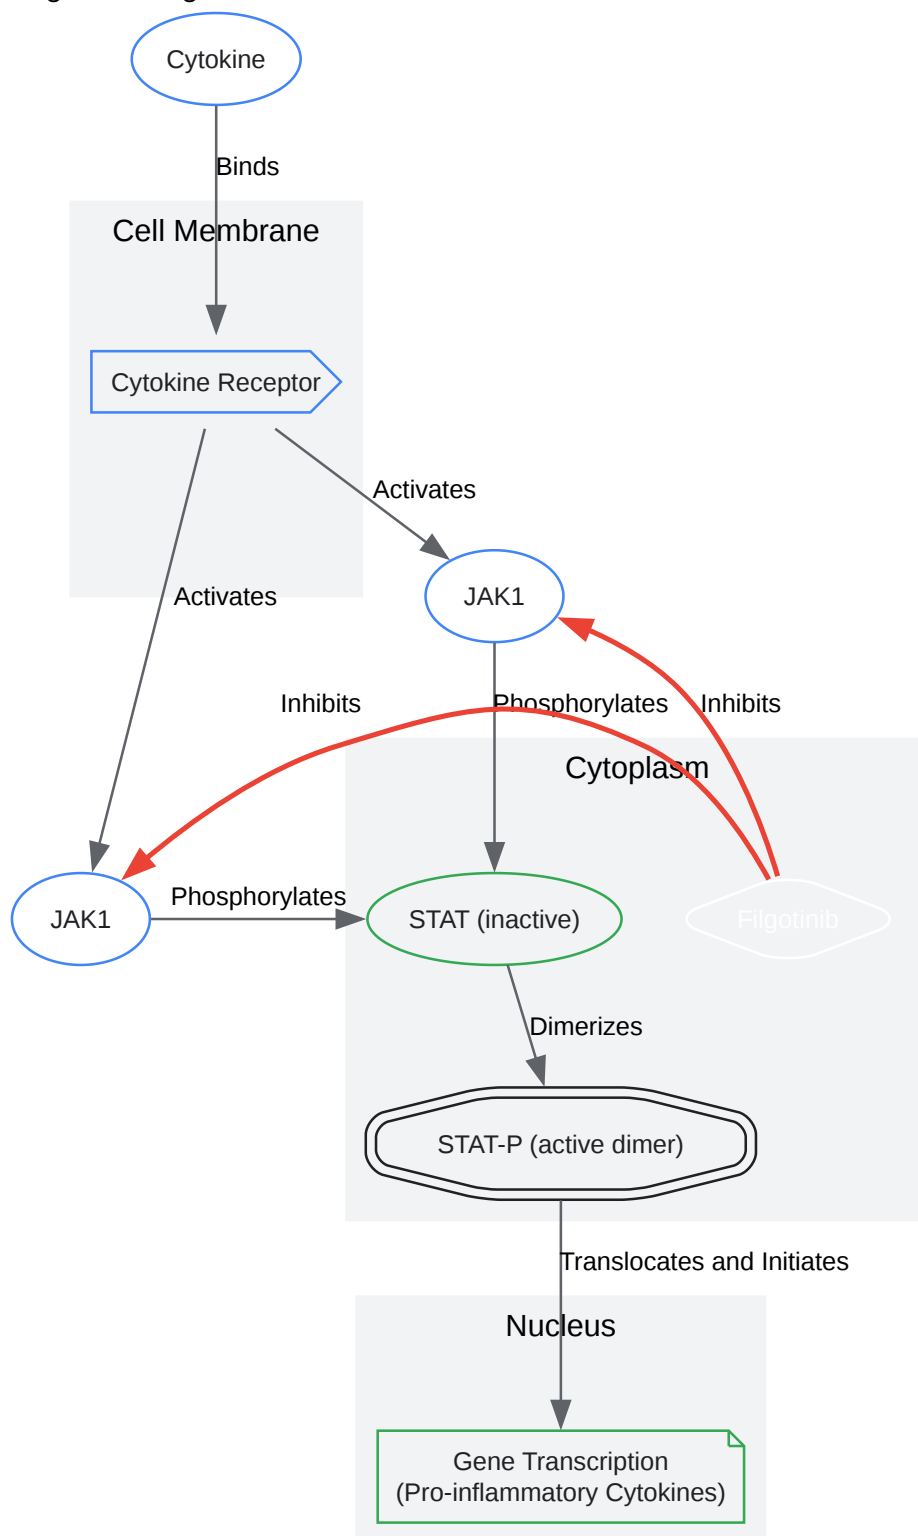 Cytokine
Binds
Cell Membrane
Cytokine Receptor
Activates
JAK1
Activates
Inhibits
Phosphorylates
Inhibits
Cytoplasm
Phosphorylates
JAK1
STAT (inactive)
Filgotinib
Dimerizes
STAT-P (active dimer)
Translocates and Initiates
Nucleus
Gene Transcription
(Pro-inflammatory Cytokines)